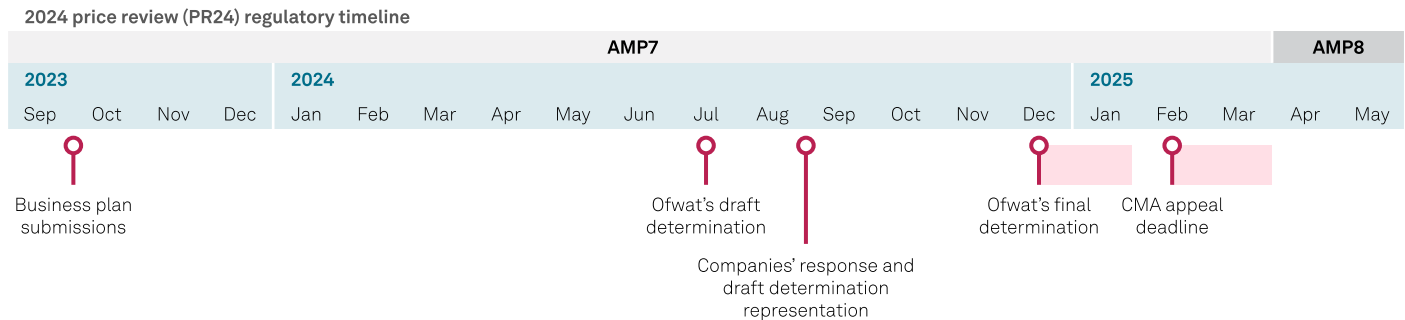 2024 price review (PR24) regulatory timeline
AMP7 AMP8
2023 2024 2025
Sep Oct Nov Dec Jan Feb Mar Apr May Jun Jul Aug Sep Oct Nov Dec Jan Feb Mar Apr May
Business plan
submissions
Ofwat’s draft
determination
Companies’ response and
draft determination
representation
Ofwat’s final
determination
CMA appeal
deadline